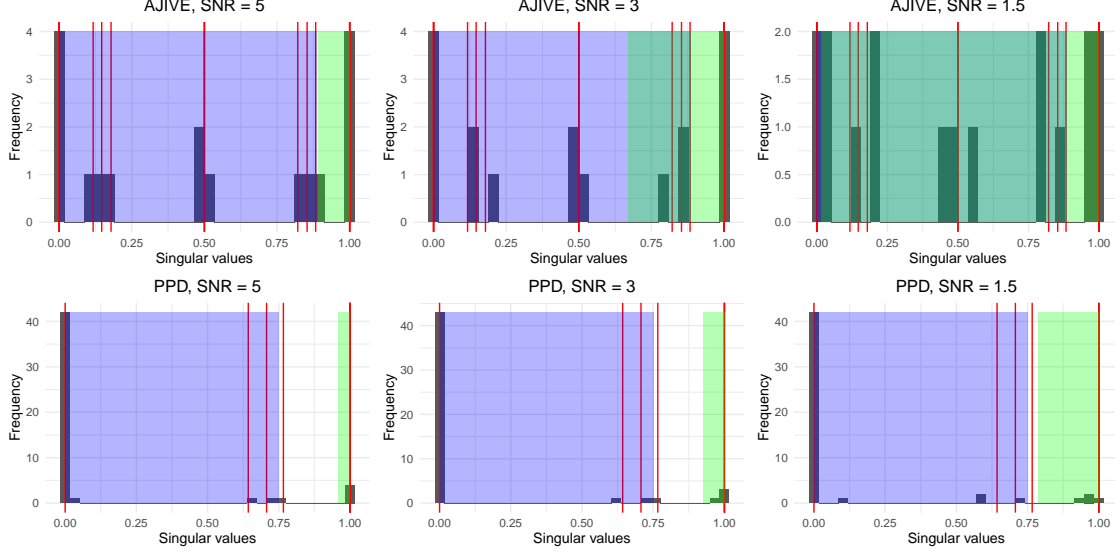 AJIVE, SNR = 5
AJIVE, SNR = 3
AJIVE, SNR = 1.5
Frequency
4
3
2
1
0
0.00 0.25 0.50 0.75 1.00
Singular values
Frequency
4
3
2
1
0
0.00 0.25 0.50 0.75 1.00
Singular values
Frequency
2.0
1.5
1.0
0.5
0.0
0.00 0.25 0.50 0.75 1.00
Singular values
PPD, SNR = 5
PPD, SNR = 3
PPD, SNR = 1.5
Frequency
40
30
20
10
0
0.00 0.25 0.50 0.75 1.00
Singular values
Frequency
40
30
20
10
0
0.00 0.25 0.50 0.75 1.00
Singular values
Frequency
40
30
20
10
0
0.00 0.25 0.50 0.75 1.00
Singular values